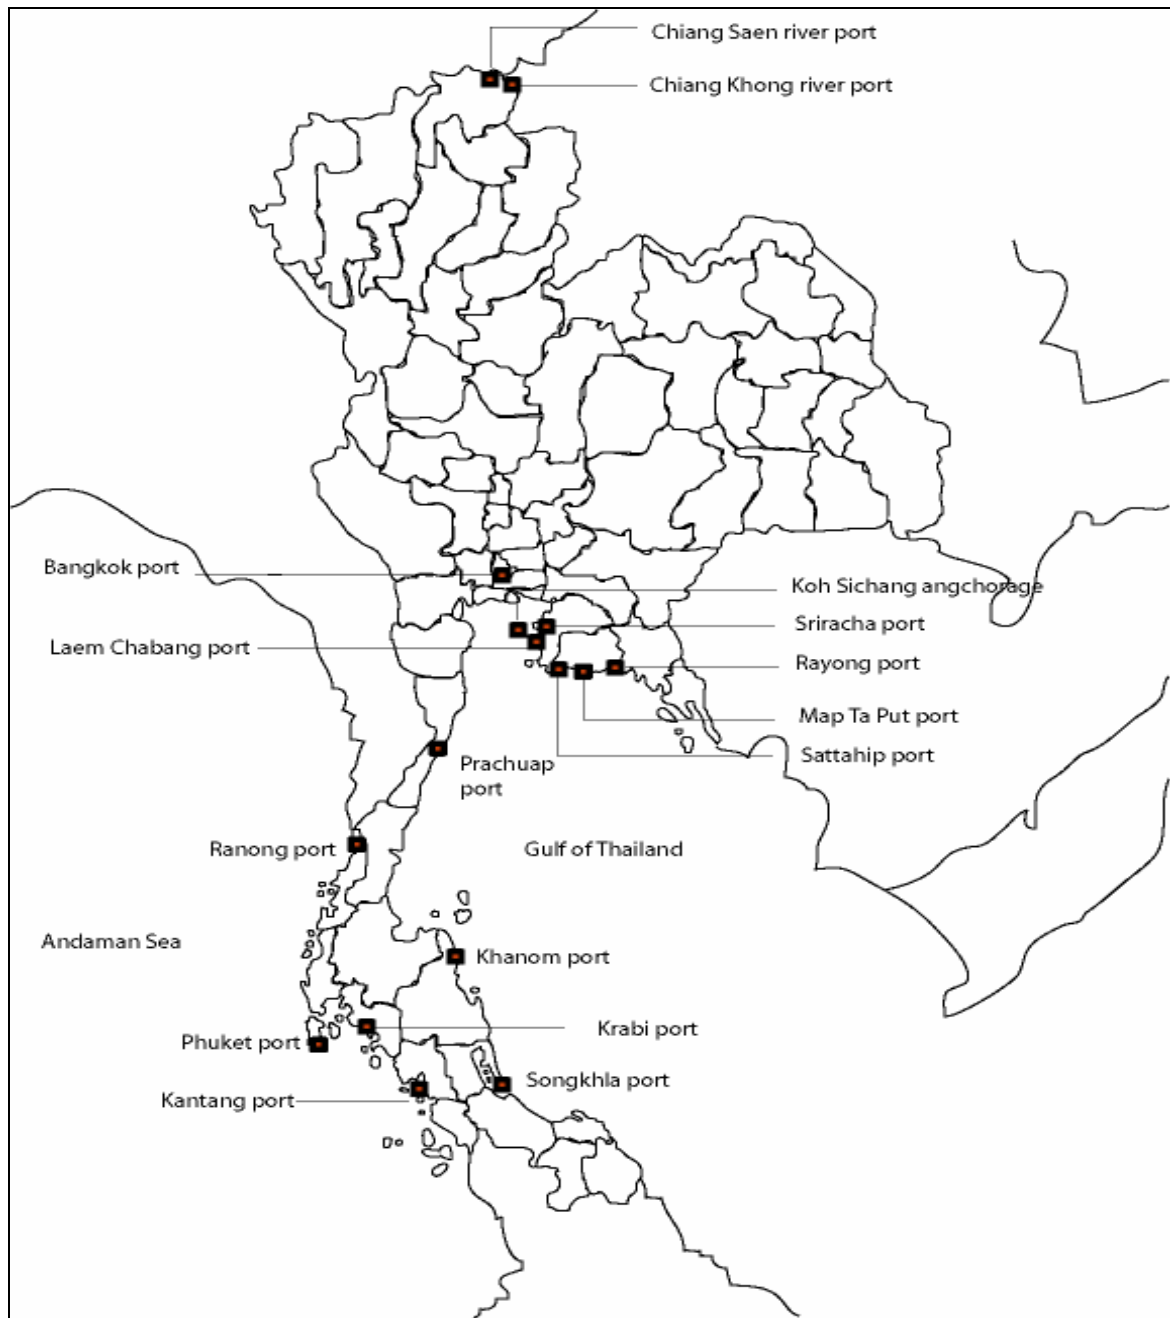 Chiang Saen river port
Chiang Khong river port
Bangkok port
Koh Sichang angchorage
Sriracha port
Laem Chabang port
Rayong port
Map Ta Put port
Sattahip port
Prachuap
port
Ranong port
Gulf of Thailand
Andaman Sea
Khanom port
Krabi port
Phuket port
Songkhla port
Kantang port